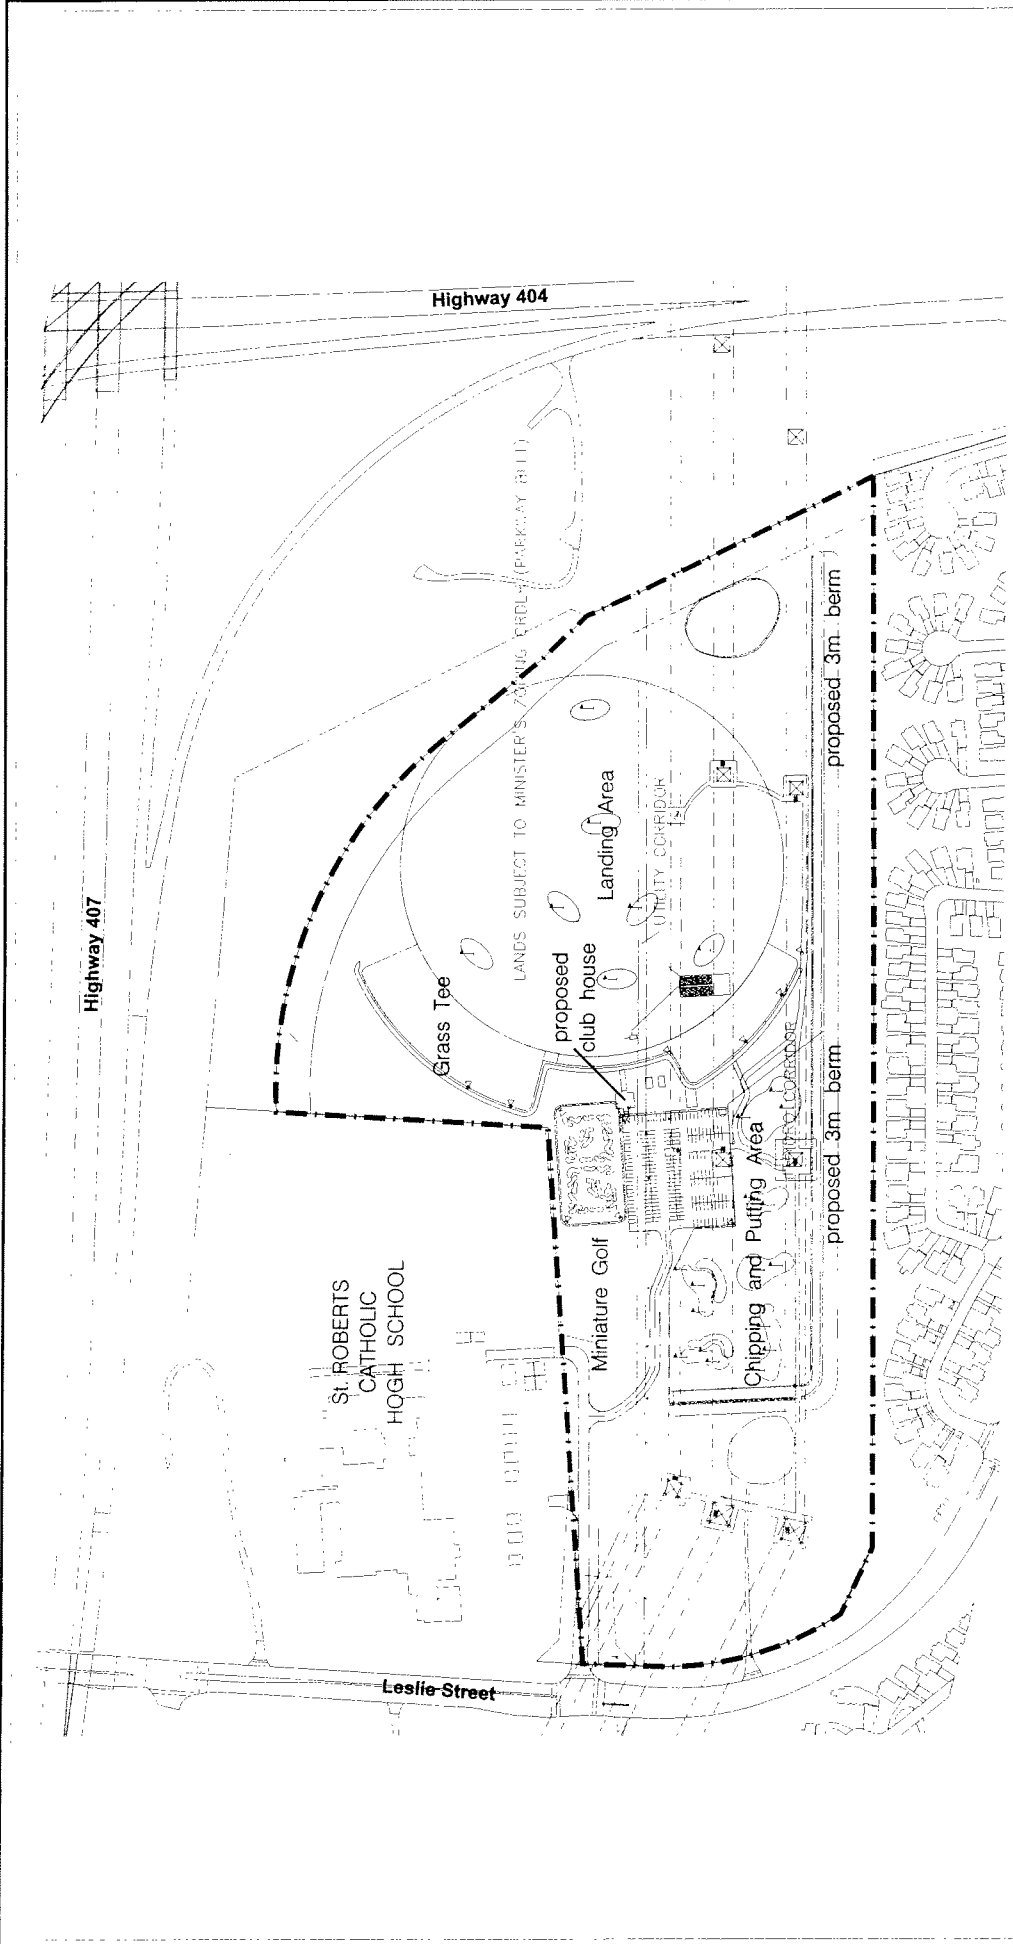 Highway 404
Highway 407
LANDS SUBJECT TO MINISTER'S ZONING ORDER (PARKWAY BELT)
Landing Area
UTILITY CORRIDOR
Grass Tee
proposed
club house
proposed 3m berm
St. ROBERTS
CATHOLIC
HOGH SCHOOL
Miniature Golf
Chipping and Putting Area
CORRIDOR
proposed 3m berm
Leslie Street